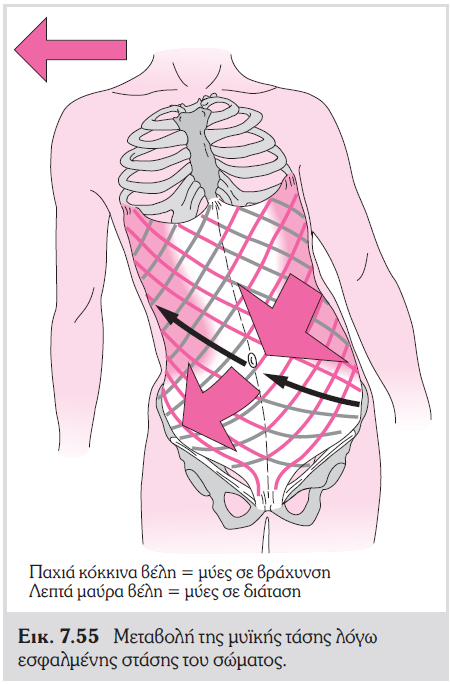 Παχιά κόκκινα βέλη = μύες σε βράχυνση
Λεπτά μαύρα βέλη = μύες σε διάταση
Εικ. 7.55 Μεταβολή της μυϊκής τάσης λόγω
εσφαλμένης στάσης του σώματος.